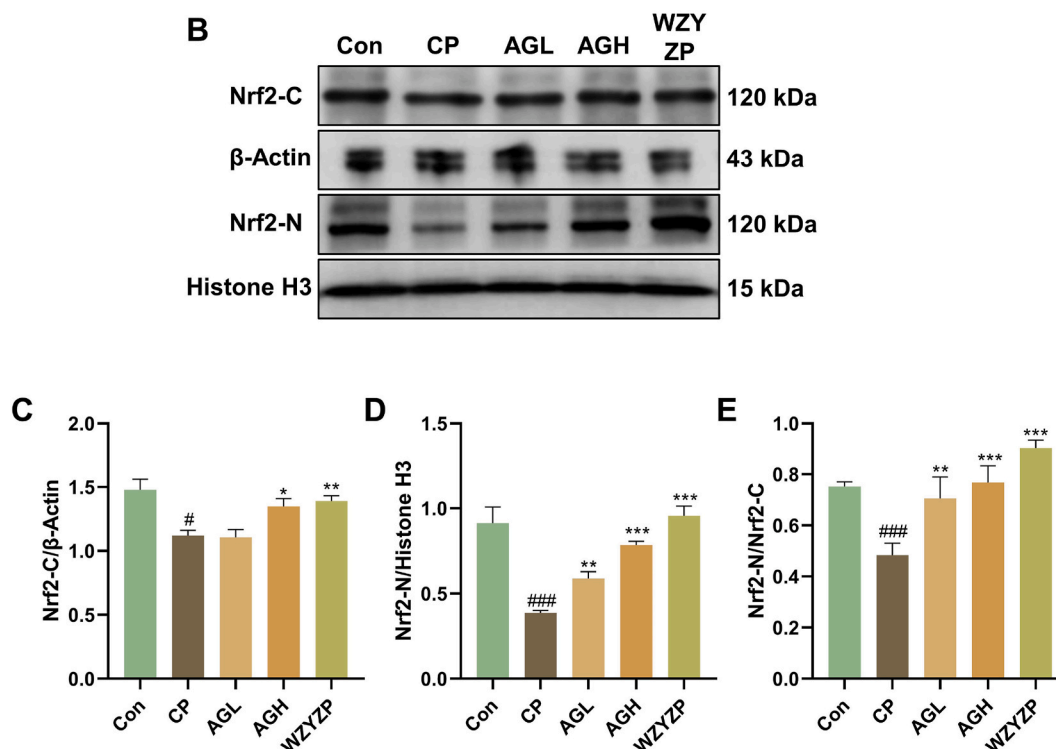 B
Con CP AGL AGH WZY
ZP
Nrf2-C 120 kDa
β-Actin 43 kDa
Nrf2-N 120 kDa
Histone H3 15 kDa
C
Nrf2-C/β-Actin
2.0
1.5
1.0
0.5
0.0
#
*
**
Con CP AGL AGH WZYZP
D
Nrf2-N/Histone H3
1.5
1.0
0.5
0.0
###
**
***
***
Con CP AGL AGH WZYZP
E
Nrf2-N/Nrf2-C
1.0
0.8
0.6
0.4
0.2
0.0
###
**
***
***
Con CP AGL AGH WZYZP